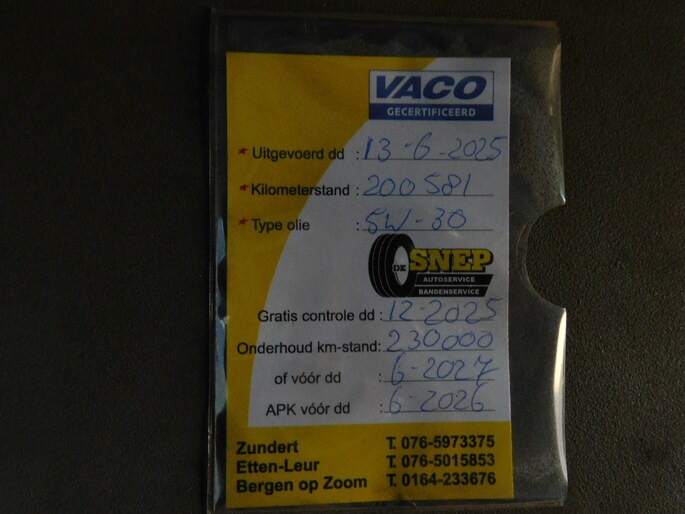 VACO
GECERTIFICEERD
* Uitgevoerd dd : 13-6-2025
* Kilometerstand : 200581
* Type olie : 5W-30
DE SNEP
AUTOSERVICE
BANDENSERVICE
Gratis controle dd : 12-2025
Onderhoud km-stand: 230000
of vóór dd : 6-2027
APK vóór dd : 6-2026
Zundert T. 076-5973375
Etten-Leur T. 076-5015853
Bergen op Zoom T. 0164-233676